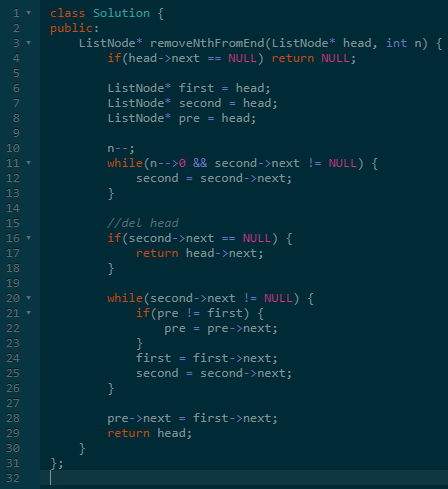 1 class Solution {
2 public:
3     ListNode* removeNthFromEnd(ListNode* head, int n) {
4         if(head->next == NULL) return NULL;
5
6         ListNode* first = head;
7         ListNode* second = head;
8         ListNode* pre = head;
9
10         n--;
11         while(n-->0 && second->next != NULL) {
12             second = second->next;
13         }
14
15         //del head
16         if(second->next == NULL) {
17             return head->next;
18         }
19
20         while(second->next != NULL) {
21             if(pre != first) {
22                 pre = pre->next;
23             }
24             first = first->next;
25             second = second->next;
26         }
27
28         pre->next = first->next;
29         return head;
30     }
31 };
32